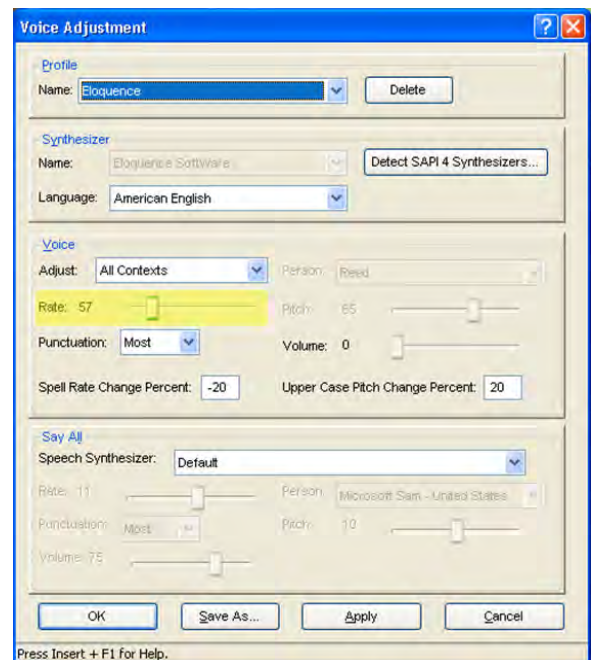 Voice Adjustment
Profile
Name: Eloquence Delete
Synthesizer
Name: Eloquence Software Detect SAPI 4 Synthesizers...
Language: American English
Voice
Adjust: All Contexts Person: Reed
Rate: 57 Pitch: 65
Punctuation: Most Volume: 0
Spell Rate Change Percent: -20 Upper Case Pitch Change Percent: 20
Say All
Speech Synthesizer: Default
Rate: 11 Person: Microsoft Sam - United States
Punctuation: Most Pitch: 10
Volume: 75
OK Save As... Apply Cancel
Press Insert + F1 for Help.